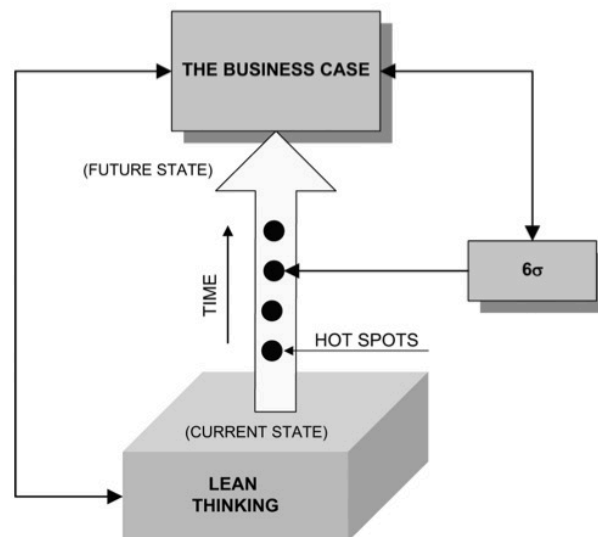 THE BUSINESS CASE
(FUTURE STATE)
TIME
6σ
HOT SPOTS
(CURRENT STATE)
LEAN
THINKING